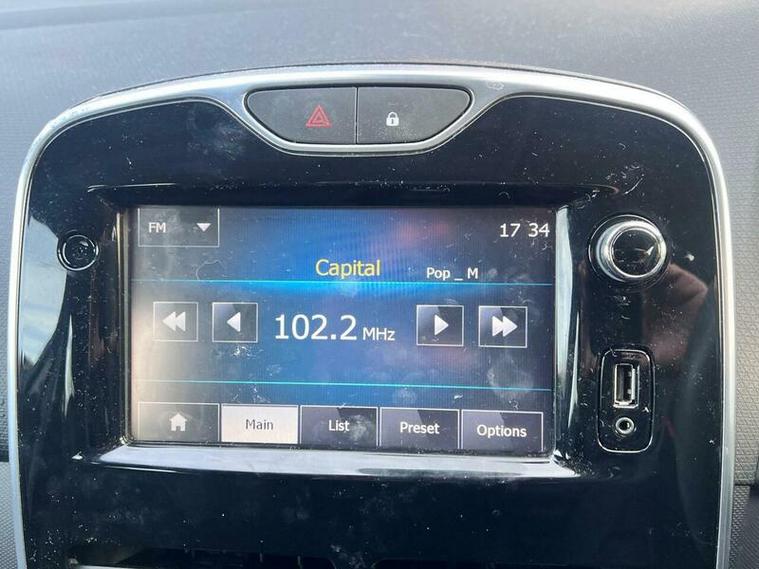 FM
17 34
Capital
Pop _ M
102.2 MHz
Main
List
Preset
Options